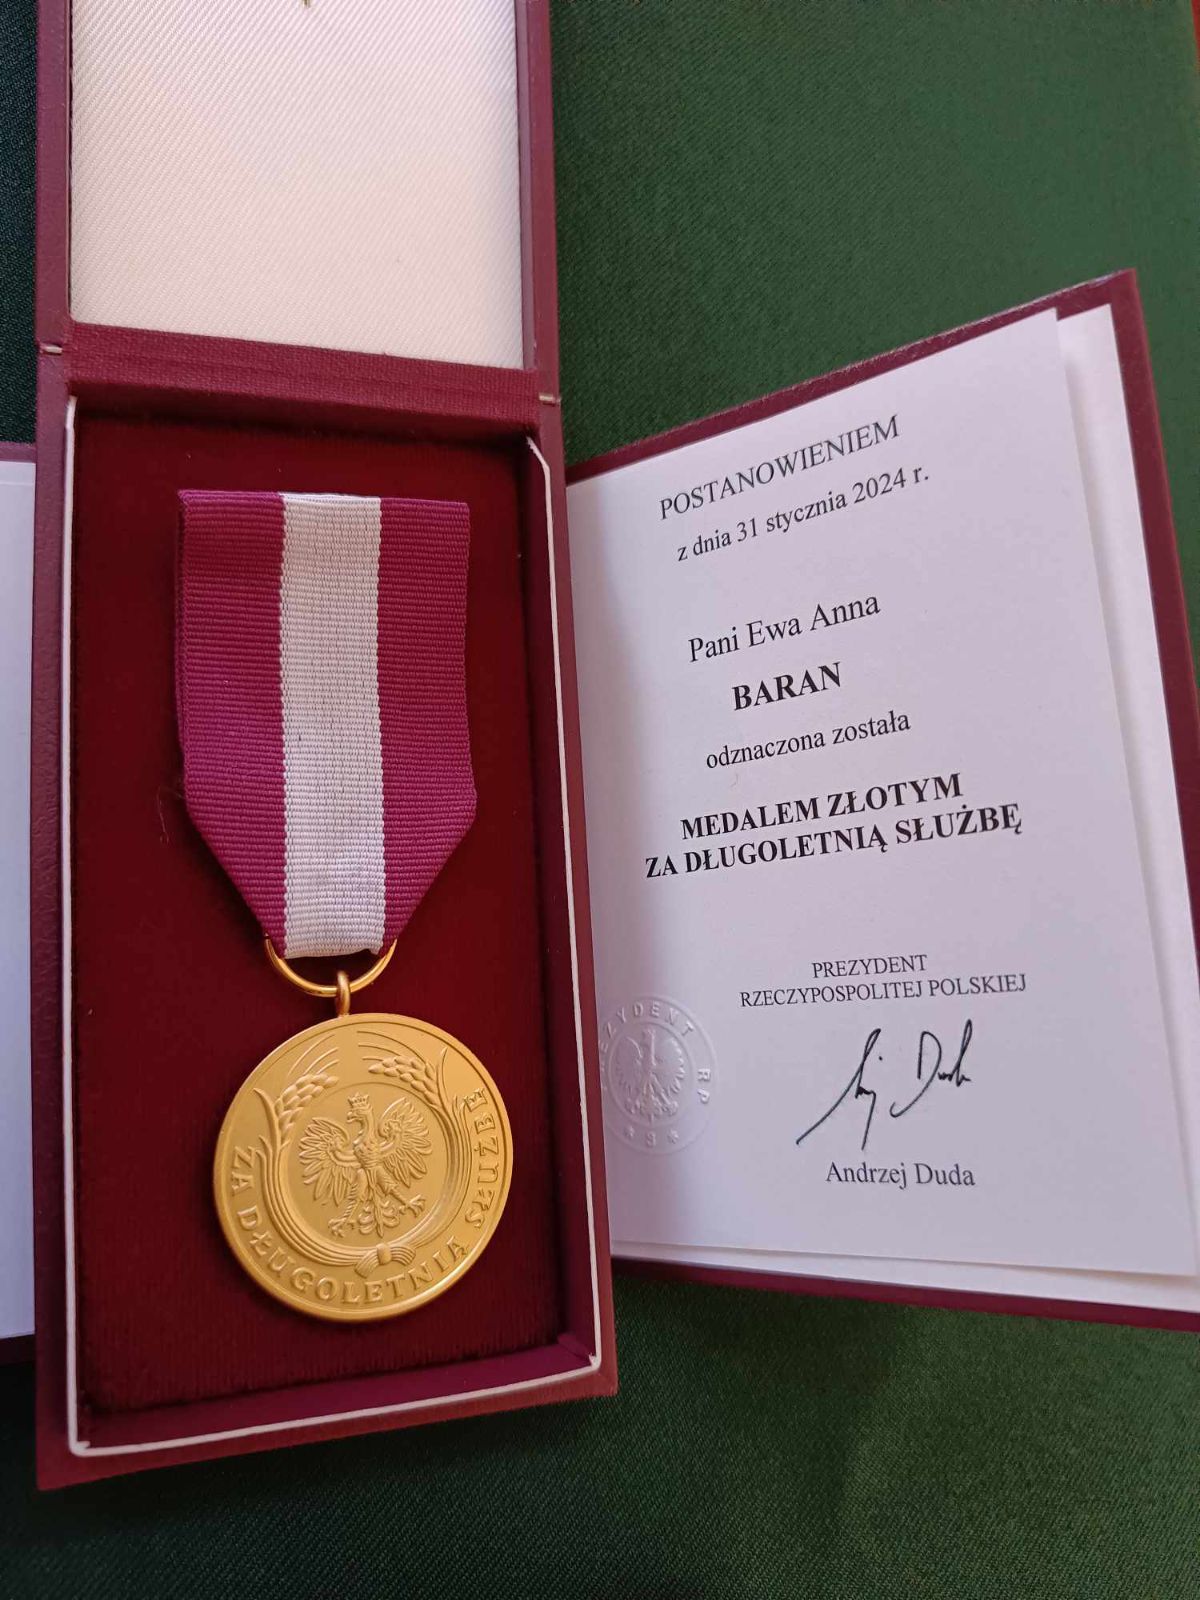 POSTANOWIENIEM
z dnia 31 stycznia 2024 r.
Pani Ewa Anna
BARAN
odznaczona została
MEDALEM ZŁOTYM
ZA DŁUGOLETNIĄ SŁUŻBĘ
PREZYDENT
RZECZYPOSPOLITEJ POLSKIEJ
Andrzej Duda
ZA DŁUGOLETNIĄ SŁUŻBĘ